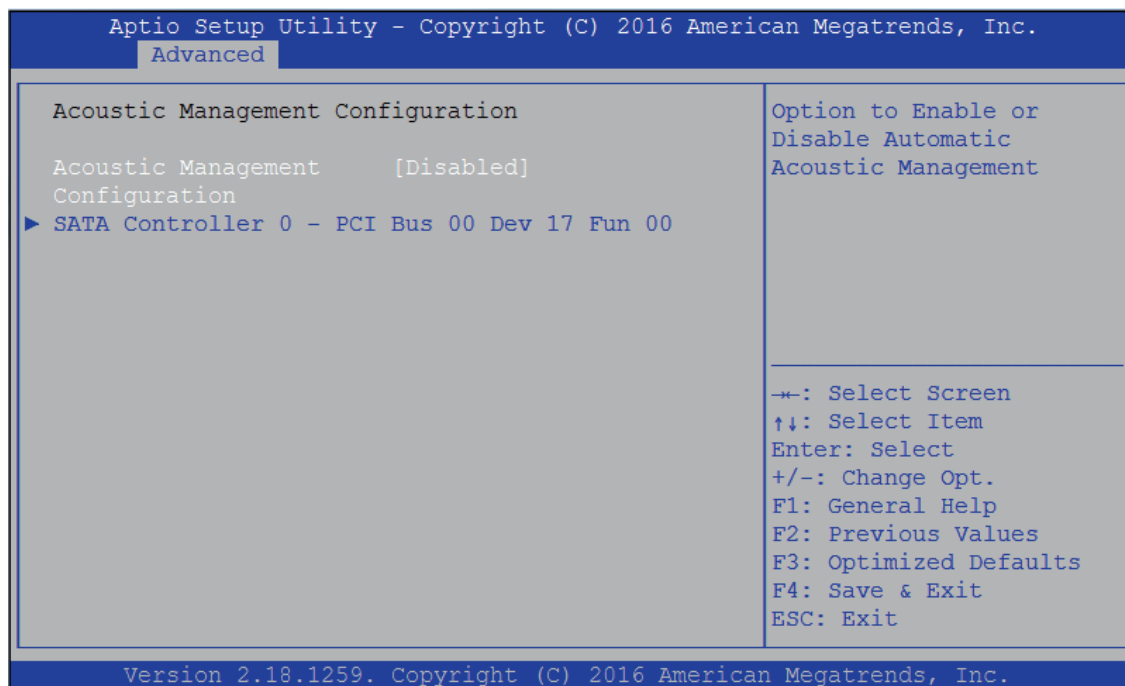 Aptio Setup Utility – Copyright (C) 2016 American Megatrends, Inc.
Advanced
Acoustic Management Configuration
Acoustic Management [Disabled]
Configuration
► SATA Controller 0 – PCI Bus 00 Dev 17 Fun 00
Option to Enable or
Disable Automatic
Acoustic Management
→←: Select Screen
↑↓: Select Item
Enter: Select
+/-: Change Opt.
F1: General Help
F2: Previous Values
F3: Optimized Defaults
F4: Save & Exit
ESC: Exit
Version 2.18.1259. Copyright (C) 2016 American Megatrends, Inc.